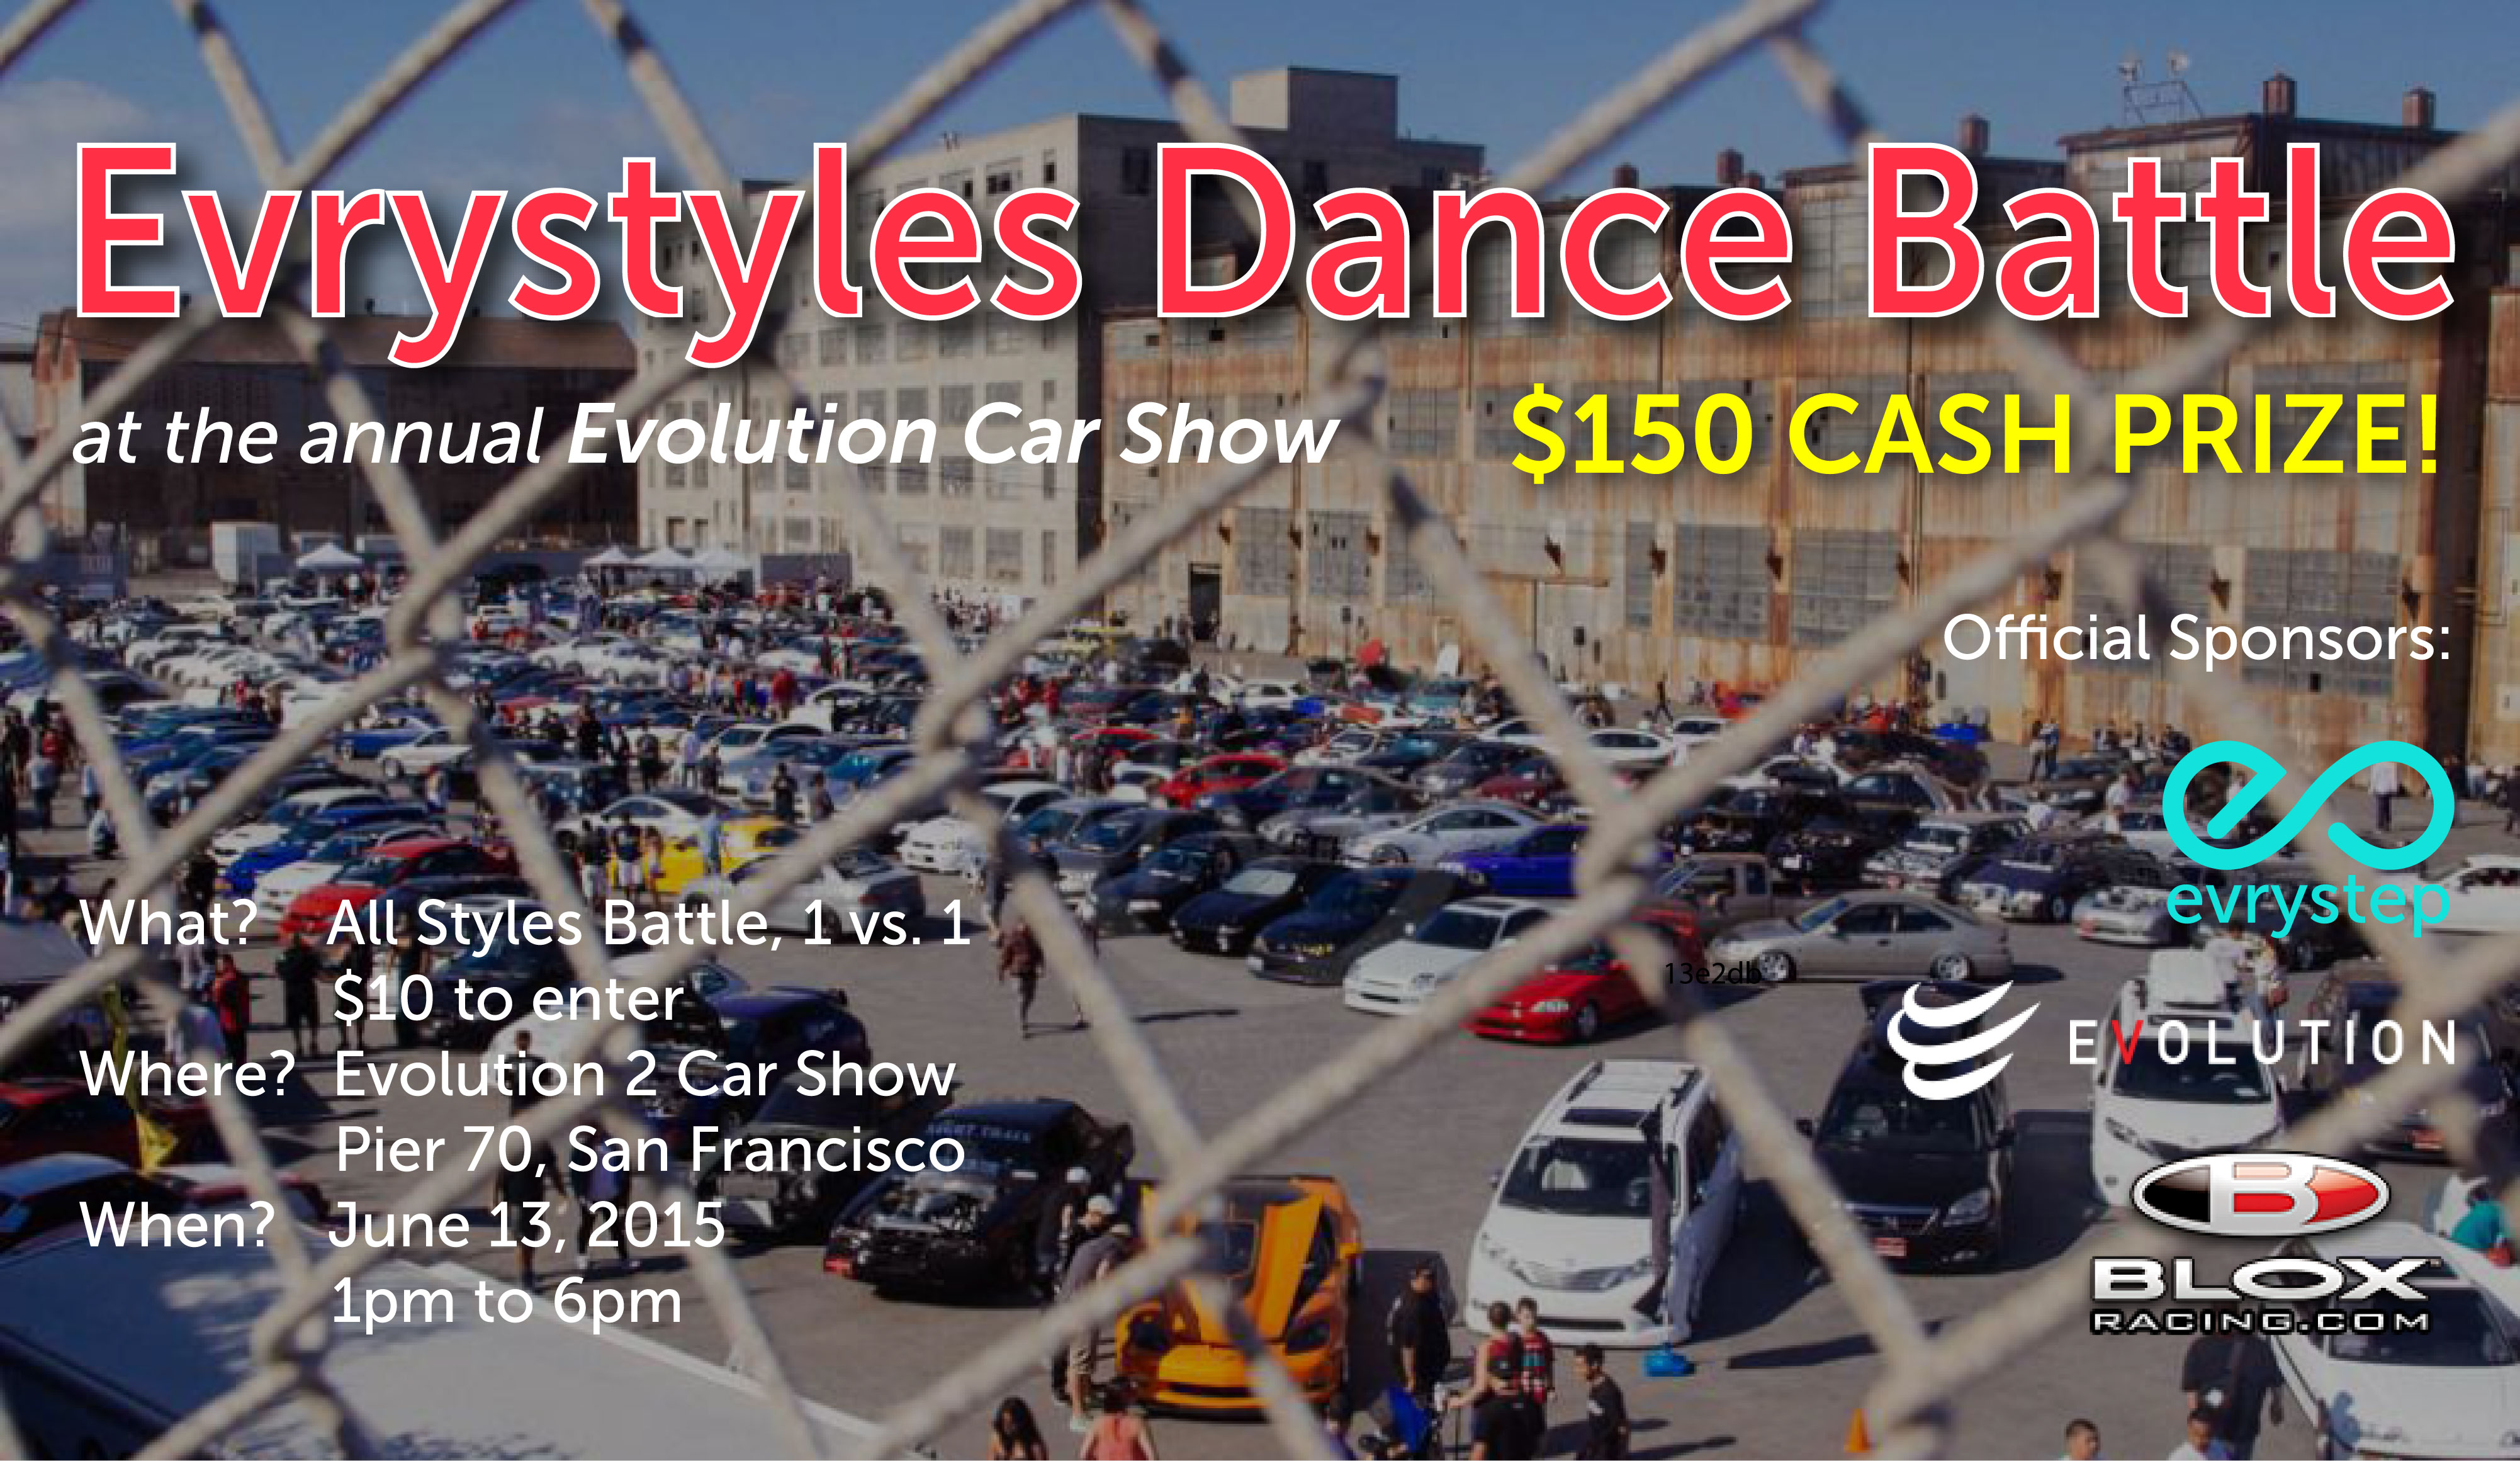 Evrystyles Dance Battle
at the annual Evolution Car Show
$150 CASH PRIZE!
Official Sponsors:
evrystep
What? All Styles Battle, 1 vs. 1
$10 to enter
13e2db
EVOLUTION
Where? Evolution 2 Car Show
Pier 70, San Francisco
When? June 13, 2015
1pm to 6pm
B
BLOX
RACING.COM